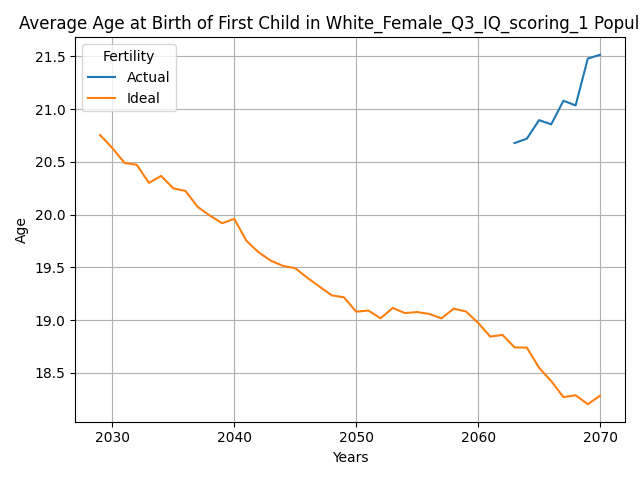 Average Age at Birth of First Child in White_Female_Q3_IQ_scoring_1 Popul
Fertility
Actual
Ideal
21.5
21.0
20.5
20.0
19.5
19.0
18.5
Age
2030 2040 2050 2060 2070
Years